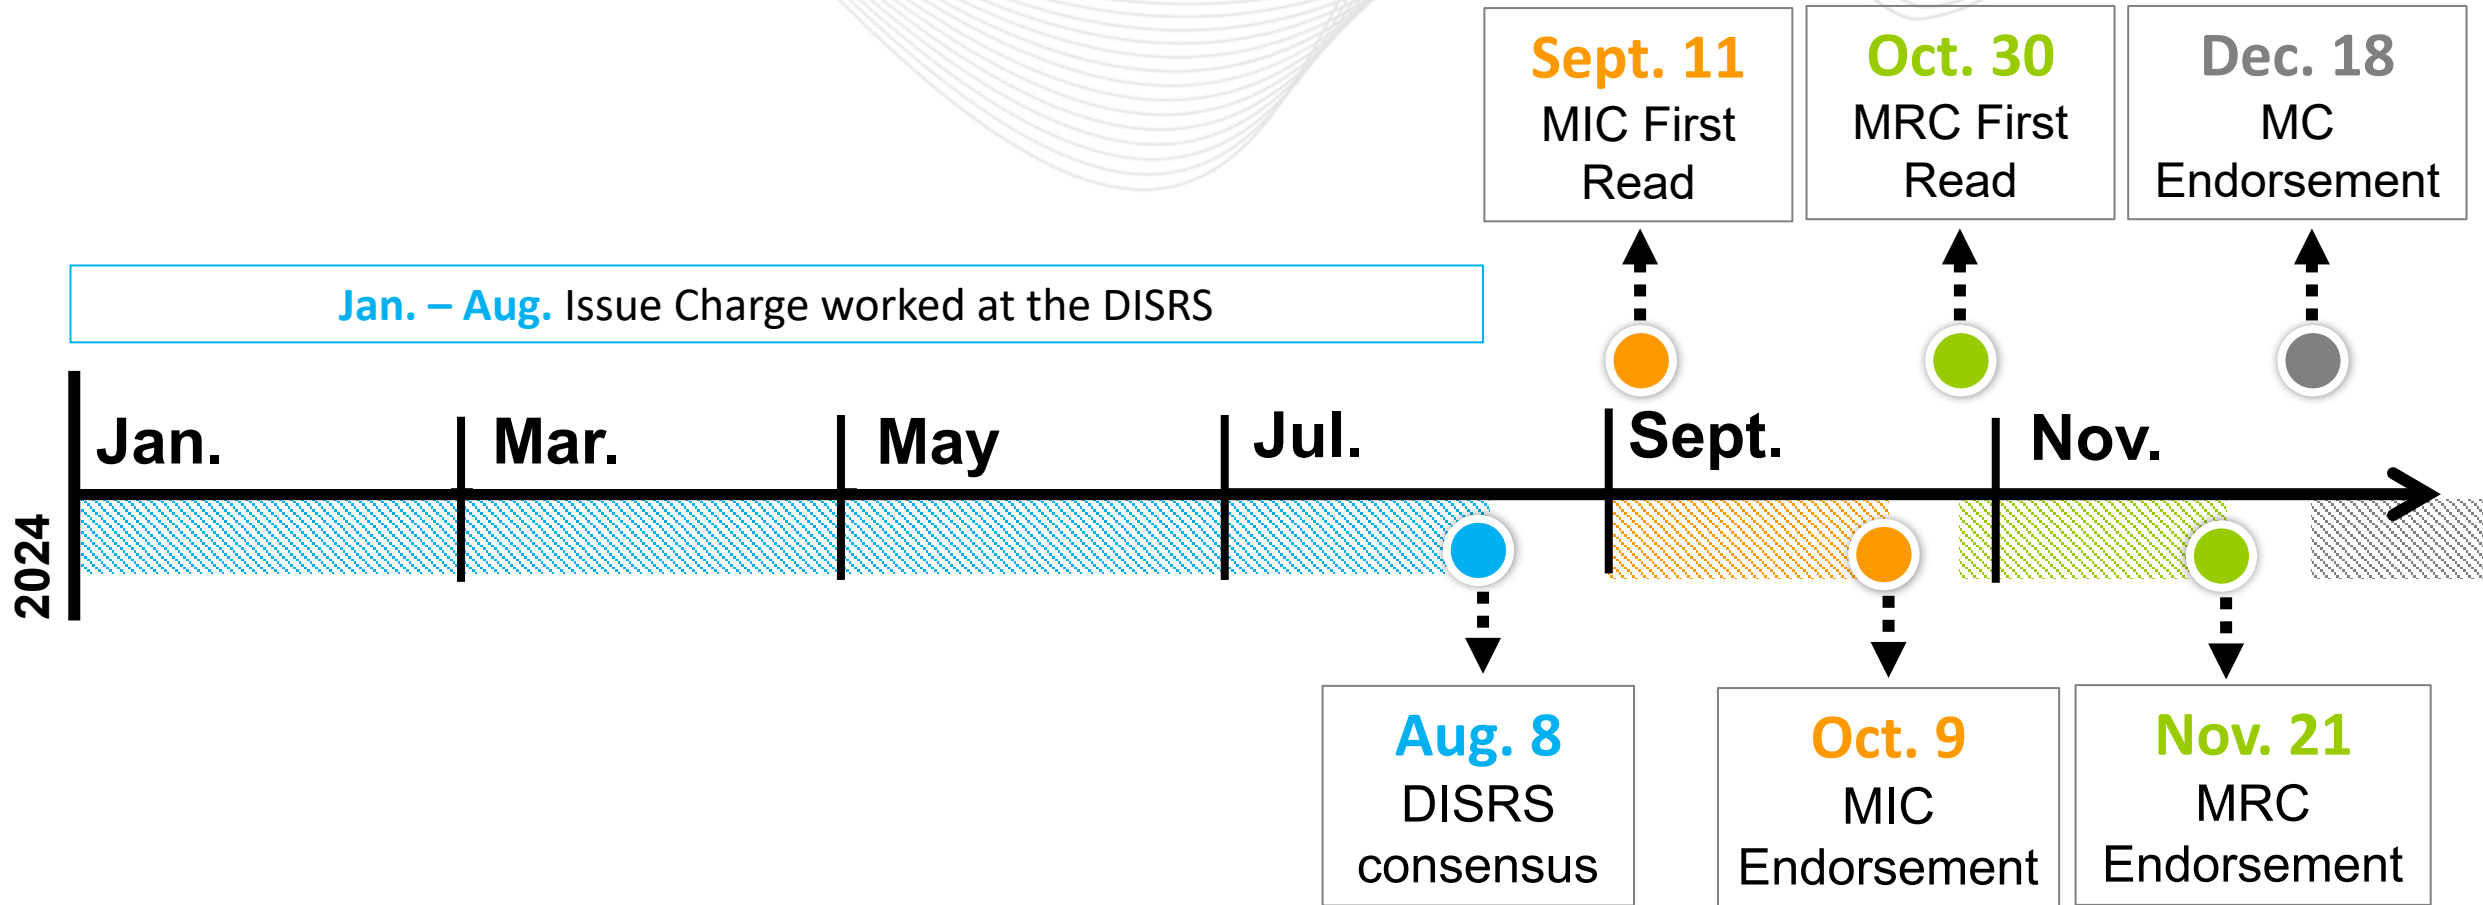 Sept. 11
MIC First
Read
Oct. 30
MRC First
Read
Dec. 18
MC
Endorsement
Jan. – Aug. Issue Charge worked at the DISRS
Jan.
Mar.
May
Jul.
Sept.
Nov.
2024
Aug. 8
DISRS
consensus
Oct. 9
MIC
Endorsement
Nov. 21
MRC
Endorsement